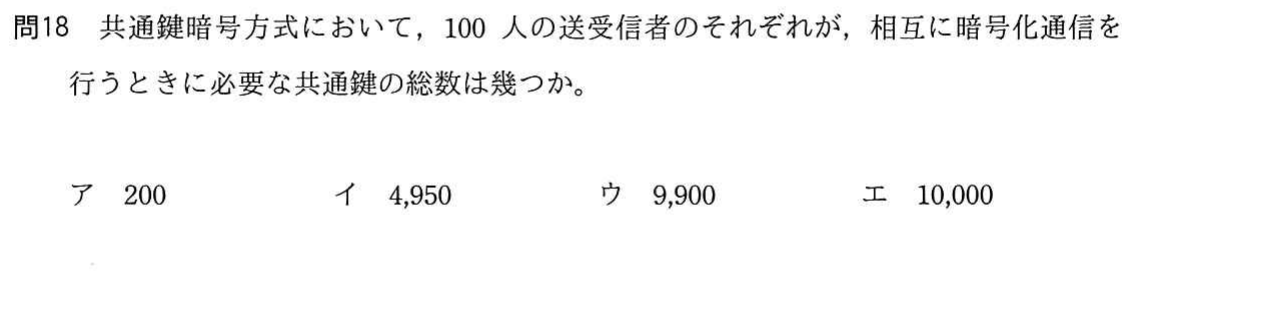 問18 共通鍵暗号方式において，100 人の送受信者のそれぞれが，相互に暗号化通信を
行うときに必要な共通鍵の総数は幾つか。
ア 200 イ 4,950 ウ 9,900 エ 10,000